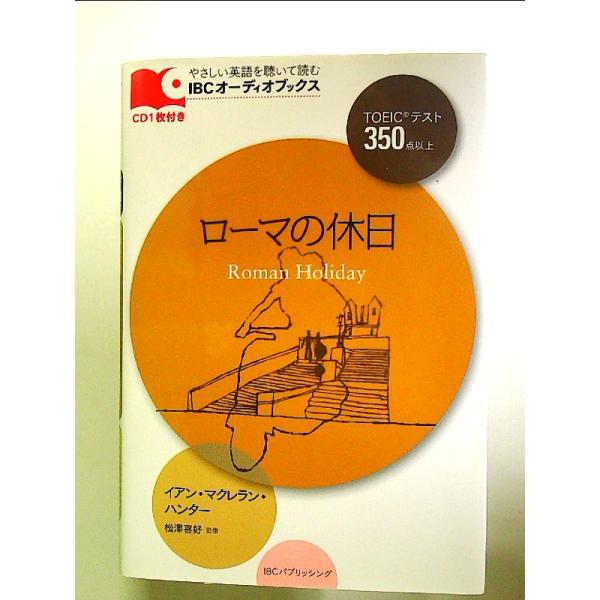 やさしい英語を聴いて読む
IBCオーディオブックス
CD1枚付き
TOEIC®テスト
350点以上
ローマの休日
Roman Holiday
イアン・マクレラン・
ハンター
松澤喜好 監修
IBCパブリッシング